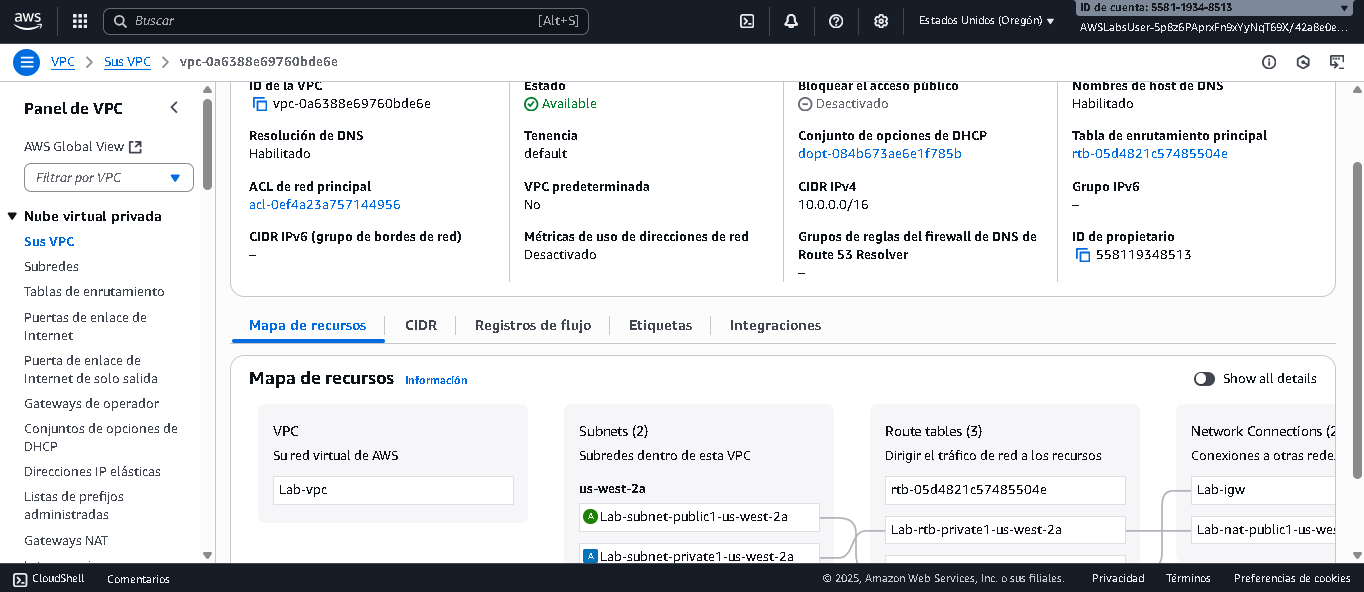 aws
Buscar
[Alt+S]
Estados Unidos (Oregón)
ID de cuenta: 5581-1934-8513
AWSLabsUser-5p8z6PAprxFn9xYyNqT69X/42a8e0e...
VPC
Sus VPC
vpc-0a6388e69760bde6e
Panel de VPC
AWS Global View
Filtrar por VPC
Nube virtual privada
Sus VPC
Subredes
Tablas de enrutamiento
Puertas de enlace de
Internet
Puerta de enlace de
Internet de solo salida
Gateways de operador
Conjuntos de opciones de
DHCP
Direcciones IP elásticas
Listas de prefijos
administradas
Gateways NAT
ID de la VPC
vpc-0a6388e69760bde6e
Estado
Available
Bloquear el acceso público
Desactivado
Nombres de host de DNS
Habilitado
Resolución de DNS
Habilitado
Tenencia
default
Conjunto de opciones de DHCP
dopt-084b673ae6e1f785b
Tabla de enrutamiento principal
rtb-05d4821c57485504e
ACL de red principal
acl-0ef4a23a757144956
VPC predeterminada
No
CIDR IPv4
10.0.0.0/16
Grupo IPv6
–
CIDR IPv6 (grupo de bordes de red)
–
Métricas de uso de direcciones de red
Desactivado
Grupos de reglas del firewall de DNS de
Route 53 Resolver
–
ID de propietario
558119348513
Mapa de recursos
CIDR
Registros de flujo
Etiquetas
Integraciones
Mapa de recursos
Información
Show all details
VPC
Su red virtual de AWS
Lab-vpc
Subnets (2)
Subredes dentro de esta VPC
us-west-2a
A Lab-subnet-public1-us-west-2a
A Lab-subnet-private1-us-west-2a
Route tables (3)
Dirigir el tráfico de red a los recursos
rtb-05d4821c57485504e
Lab-rtb-private1-us-west-2a
Network Connections (2
Conexiones a otras rede
Lab-igw
Lab-nat-public1-us-wes
CloudShell
Comentarios
© 2025, Amazon Web Services, Inc. o sus filiales.
Privacidad
Términos
Preferencias de cookies